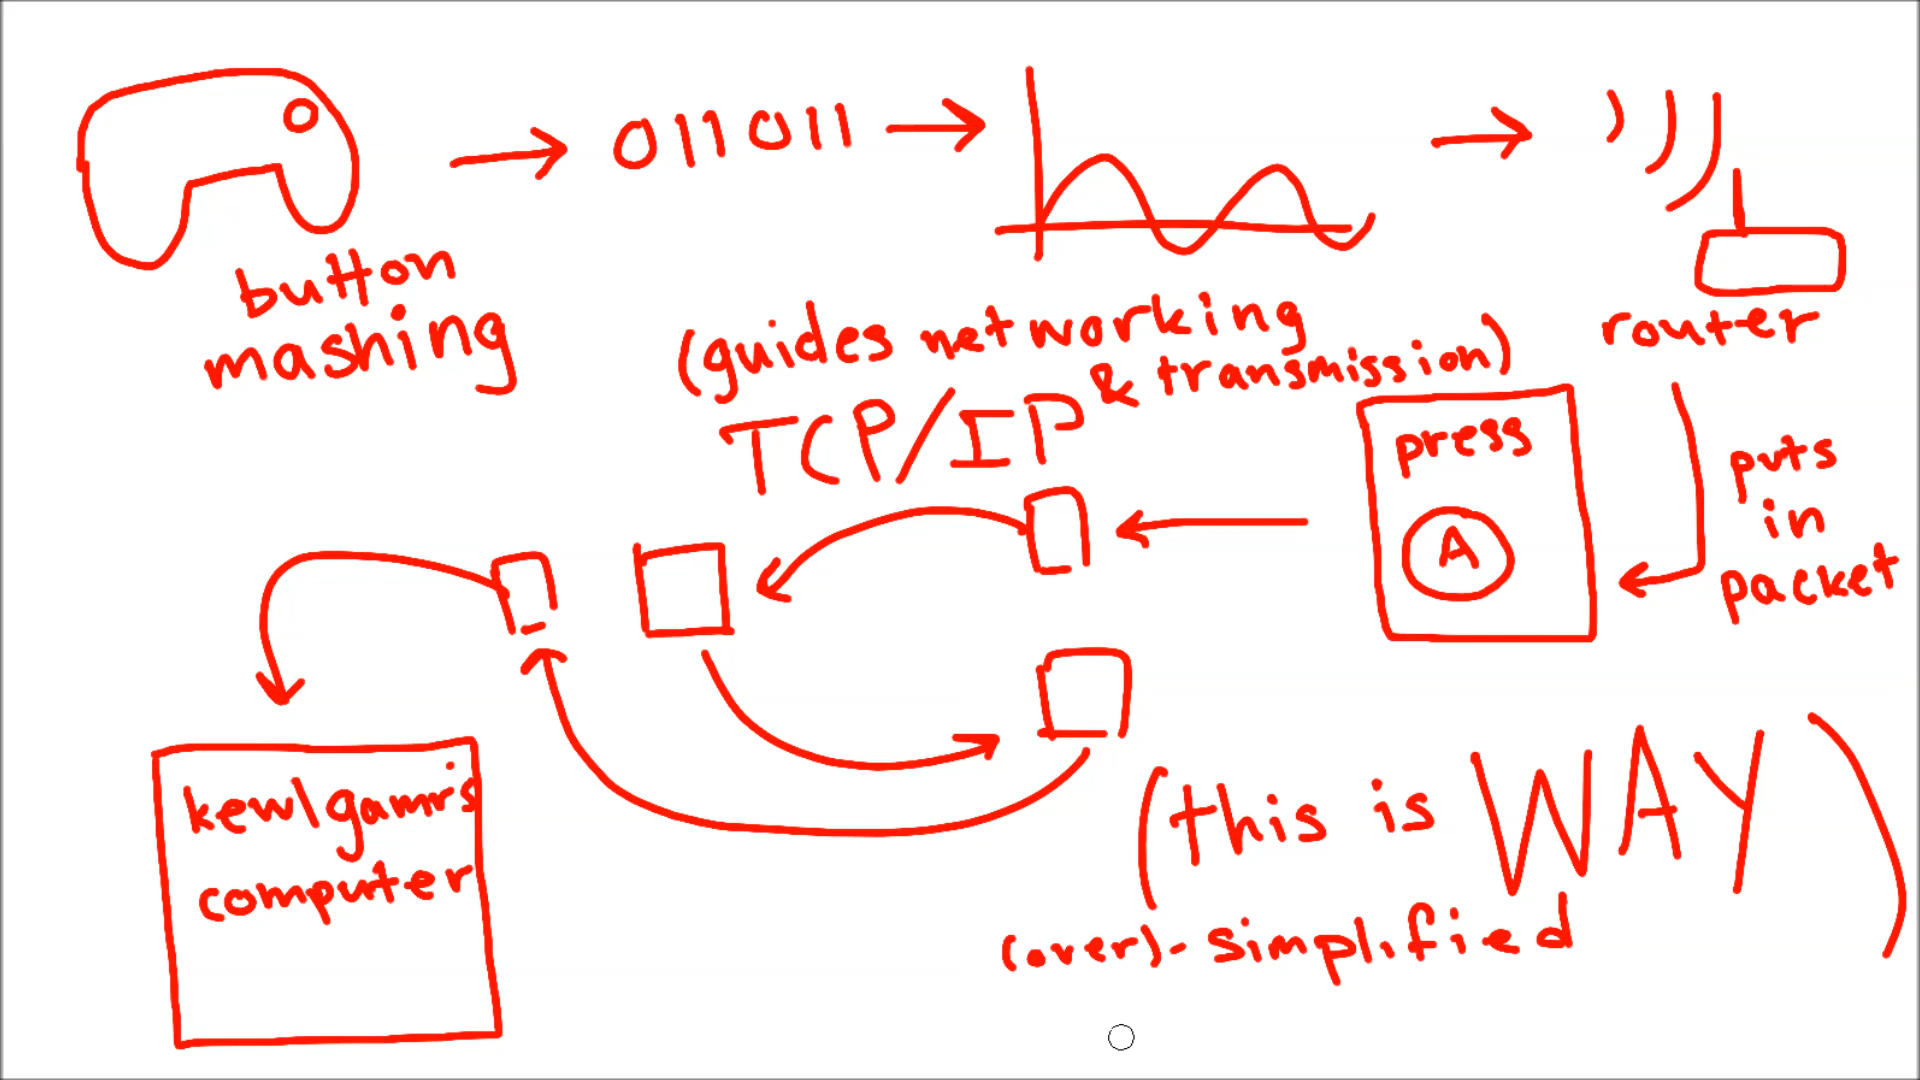 011011
button
mashing
router
(guides networking
& transmission)
TCP/IP
press
A
puts
in
packet
kewlgamr's
computer
(this is WAY)
(over)-simplified